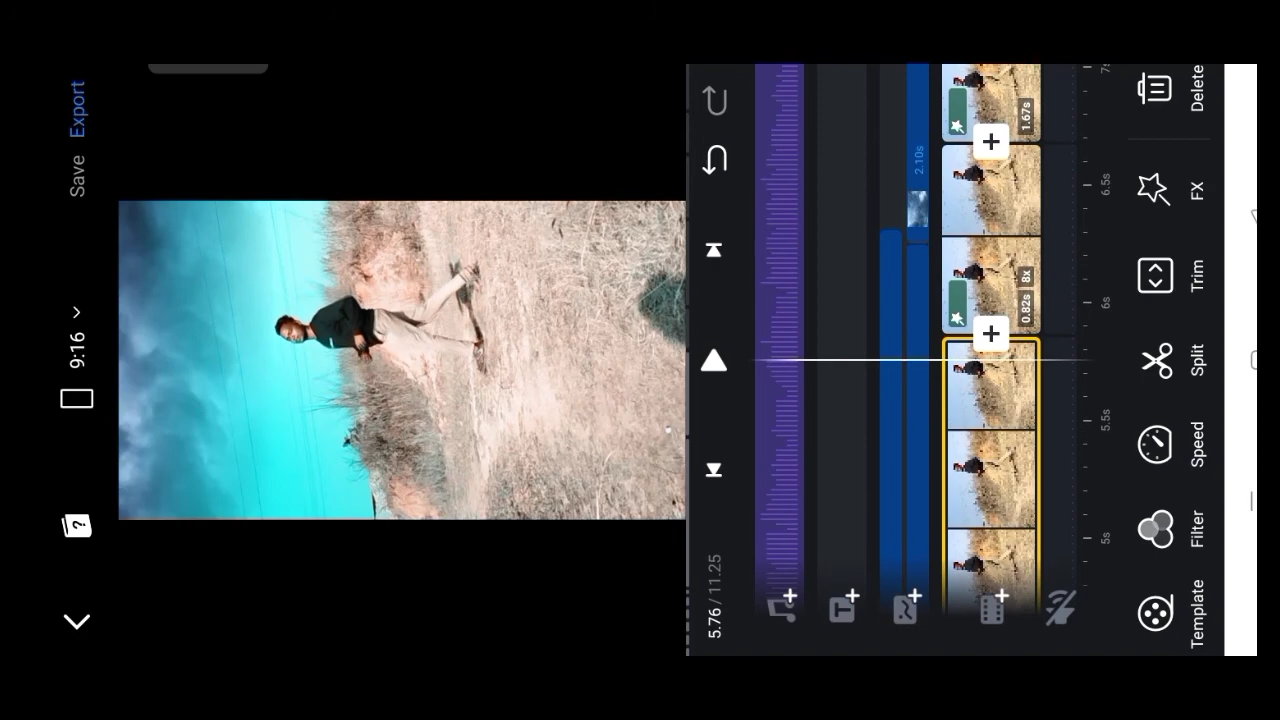 9:16
Save
Export
5.76 / 11.25
2.10s
0.82s 8x
1.67s
5s
5.5s
6s
6.5s
Template
Filter
Speed
Split
Trim
FX
Delete